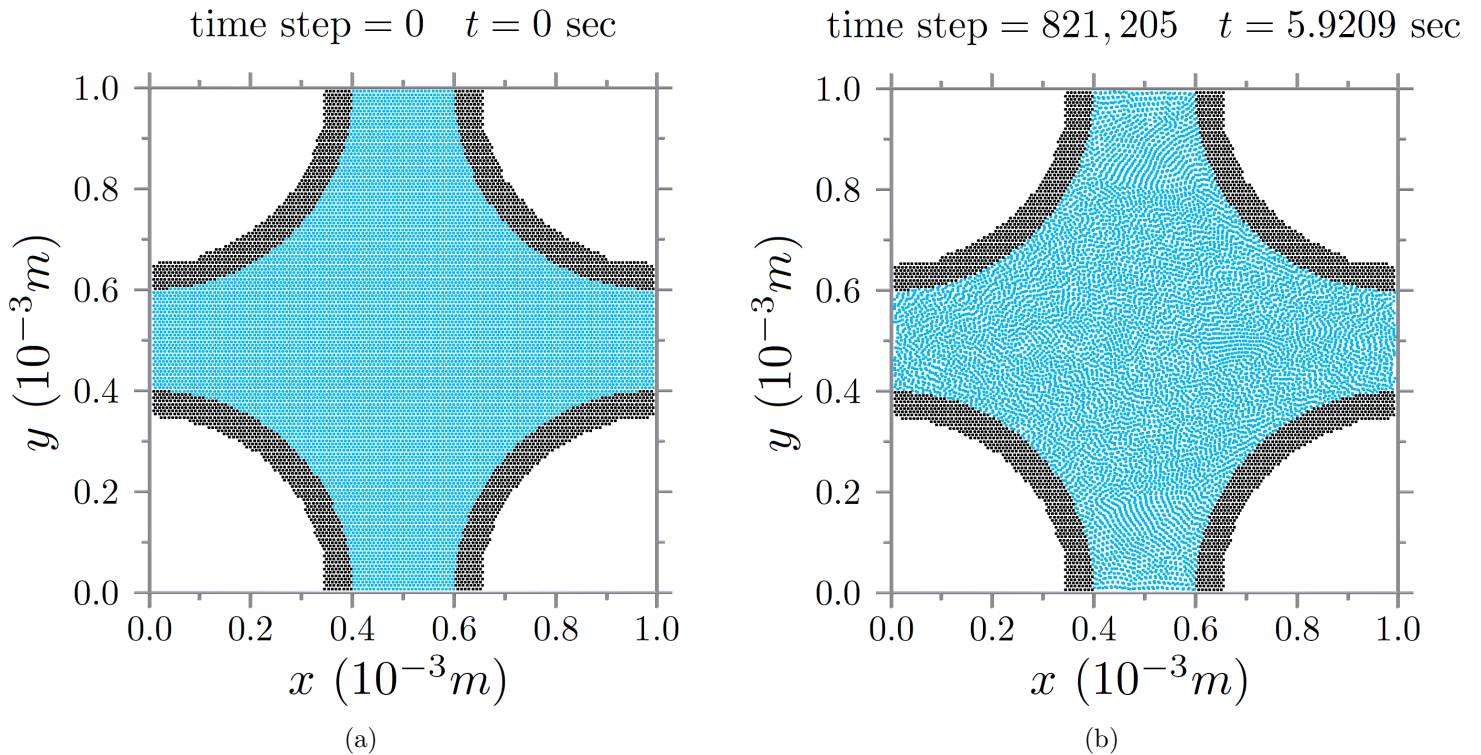 time step = 0 t = 0 sec
1.0
0.8
0.6
0.4
0.2
0.0
y (10⁻³m)
0.0 0.2 0.4 0.6 0.8 1.0
x (10⁻³m)
(a)
time step = 821,205 t = 5.9209 sec
1.0
0.8
0.6
0.4
0.2
0.0
y (10⁻³m)
0.0 0.2 0.4 0.6 0.8 1.0
x (10⁻³m)
(b)